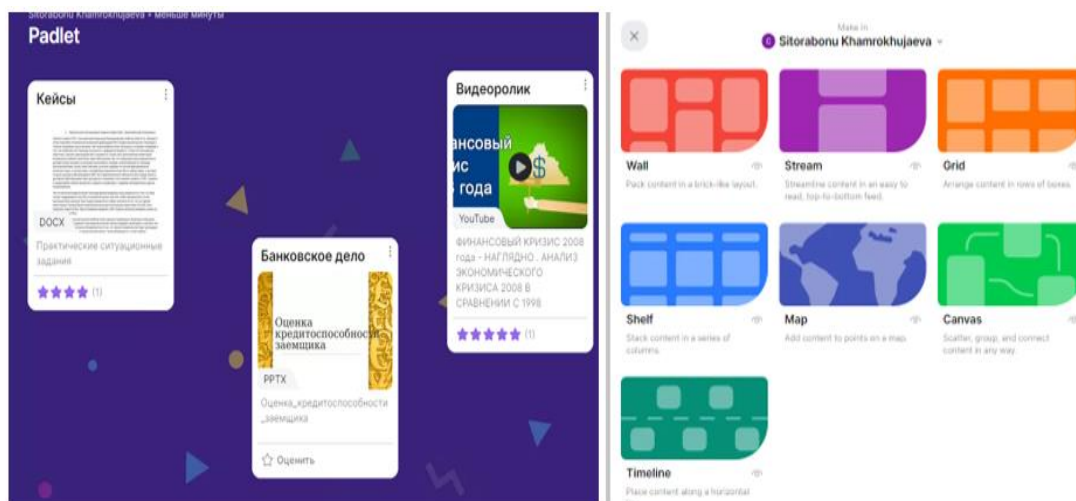 Sitorabonu Khamrokhujaeva + меньше минуты
Padlet
Кейсы
DOCX
Практические ситуационные
задания
(1)
Банковское дело
Оценка
кредитоспособности
заемщика
PPTX
Оценка_кредитоспособности
_заёмщика
Оценить
Видеоролик
нансовый
ис
года
YouTube
ФИНАНСОВЫЙ КРИЗИС 2008
года - НАГЛЯДНО . АНАЛИЗ
ЭКОНОМИЧЕСКОГО
КРИЗИСА 2008 В
СРАВНЕНИИ С 1998
(1)
Make in
Sitorabonu Khamrokhujaeva
Wall
Pack content in a brick-like layout.
Stream
Streamline content in an easy to
read, top-to-bottom feed.
Grid
Arrange content in rows of boxes.
Shelf
Stack content in a series of
columns.
Map
Add content to points on a map.
Canvas
Scatter, group, and connect
content in any way.
Timeline
Place content along a horizontal